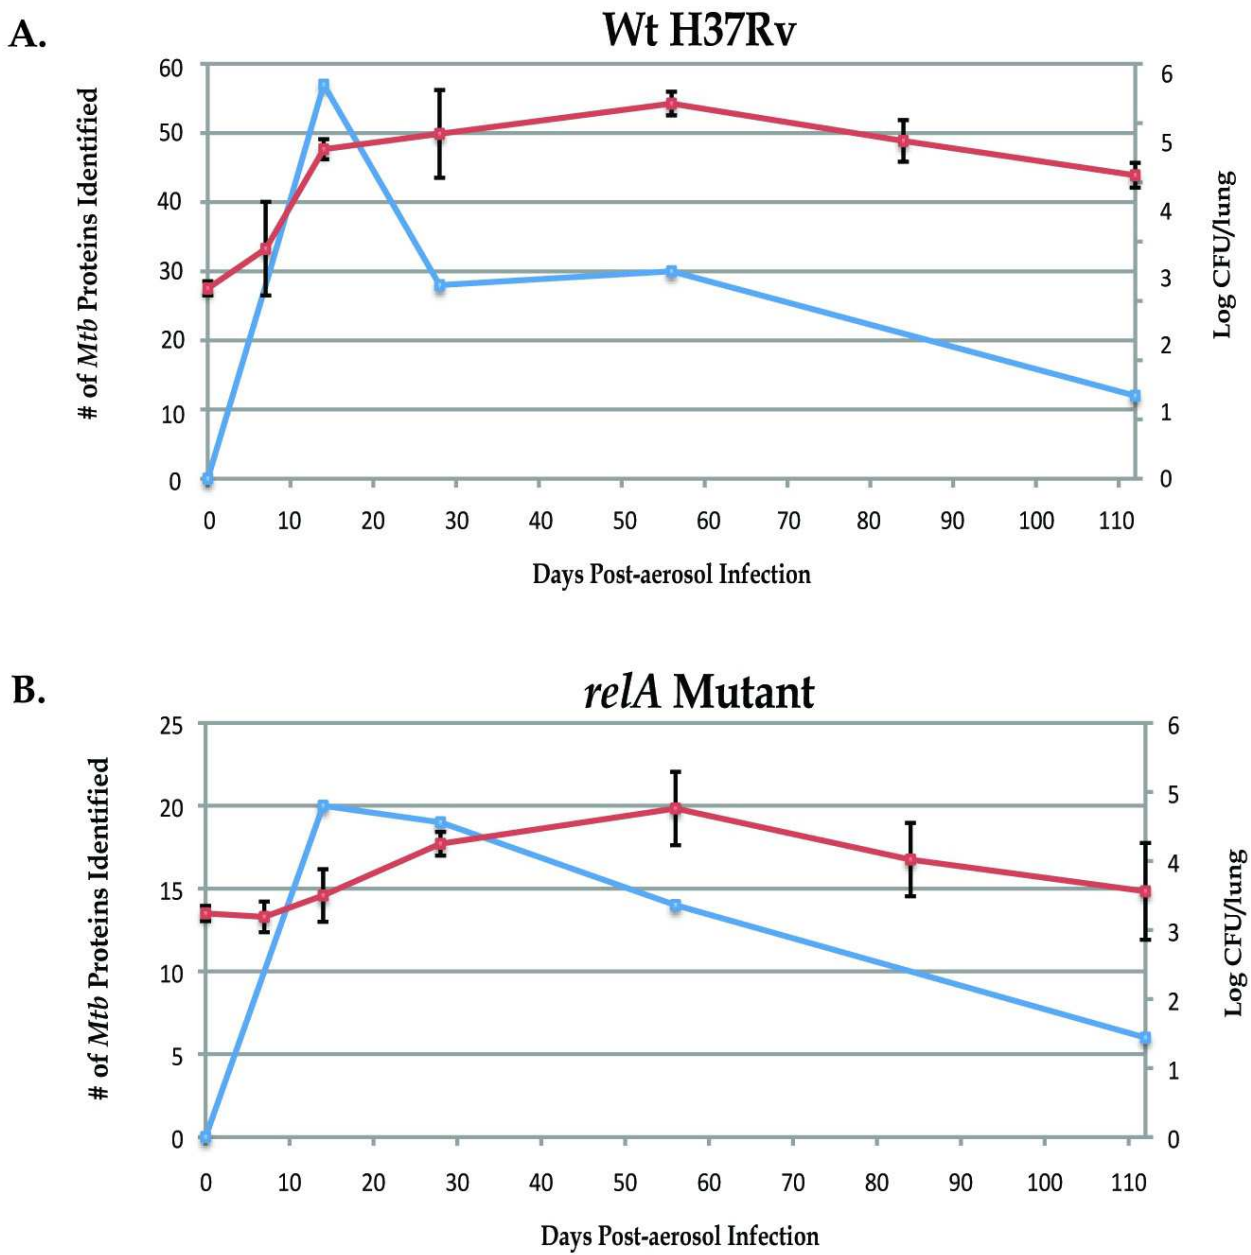 A.
Wt H37Rv
# of Mtb Proteins Identified
60
50
40
30
20
10
0
6
5
4
3
2
1
0
Log CFU/lung
0 10 20 30 40 50 60 70 80 90 100 110
Days Post-aerosol Infection
B.
relA Mutant
# of Mtb Proteins Identified
25
20
15
10
5
0
6
5
4
3
2
1
0
Log CFU/lung
0 10 20 30 40 50 60 70 80 90 100 110
Days Post-aerosol Infection